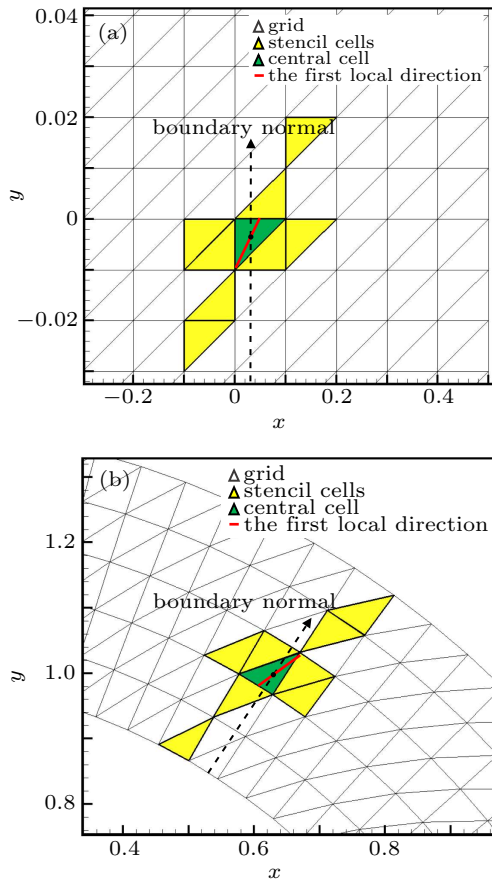 (a)
grid
stencil cells
central cell
the first local direction
boundary normal
0.04
0.02
0
−0.02
y
−0.2 0 0.2 0.4
x
(b)
grid
stencil cells
central cell
the first local direction
boundary normal
1.2
1.0
0.8
y
0.4 0.6 0.8
x